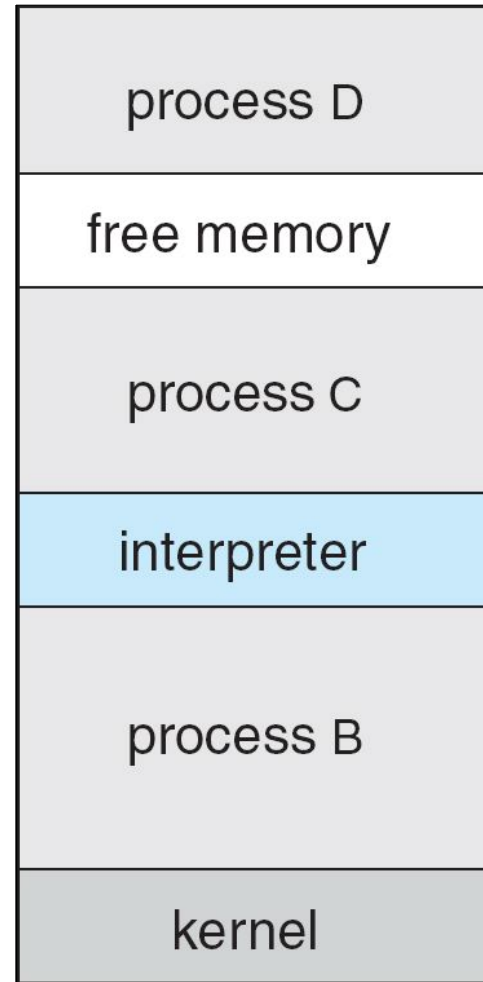 process D
free memory
process C
interpreter
process B
kernel